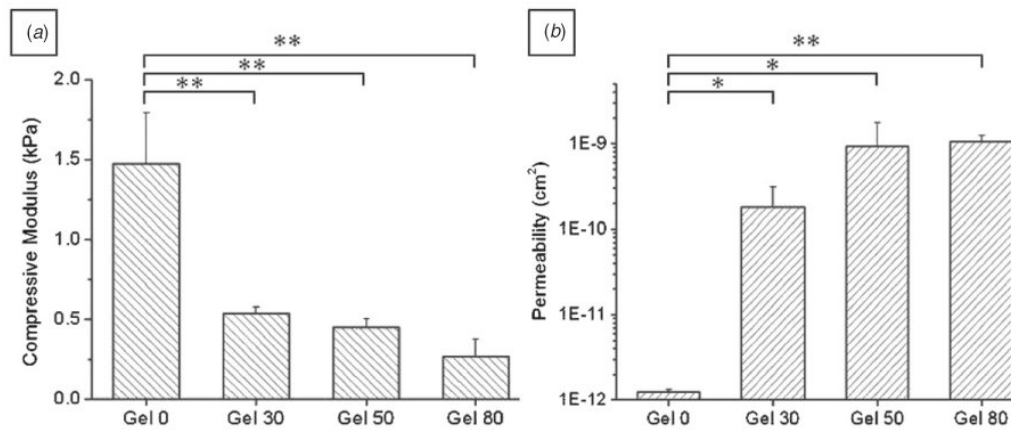 (a)
**
**
**
2.0
1.5
1.0
0.5
0.0
Compressive Modulus (kPa)
Gel 0 Gel 30 Gel 50 Gel 80
(b)
**
*
*
1E-9
1E-10
1E-11
1E-12
Permeability (cm²)
Gel 0 Gel 30 Gel 50 Gel 80